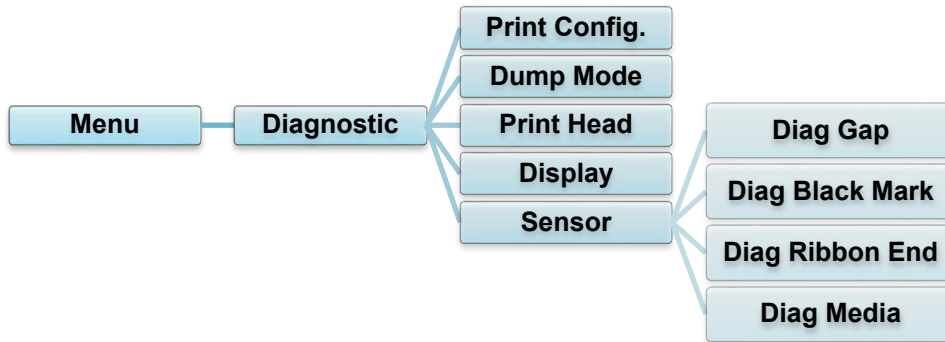 Menu
Diagnostic
Print Config.
Dump Mode
Print Head
Display
Sensor
Diag Gap
Diag Black Mark
Diag Ribbon End
Diag Media